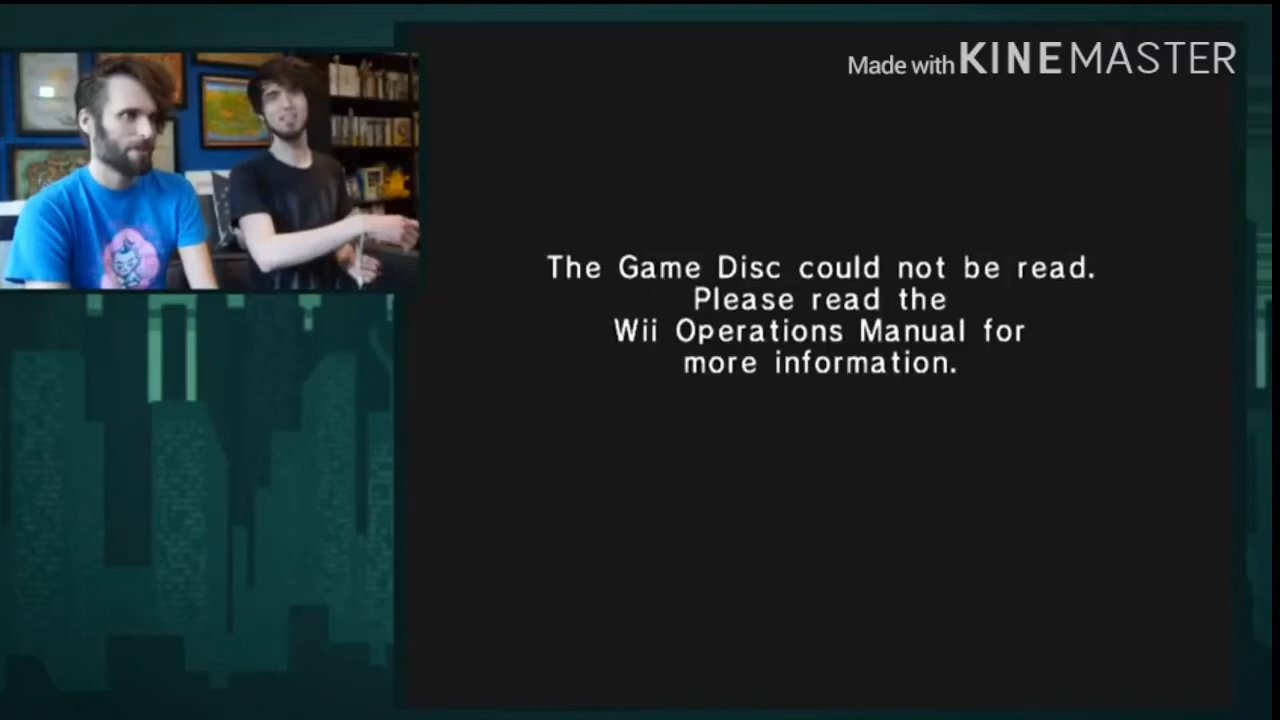 Made with KINEMASTER
The Game Disc could not be read.
Please read the
Wii Operations Manual for
more information.